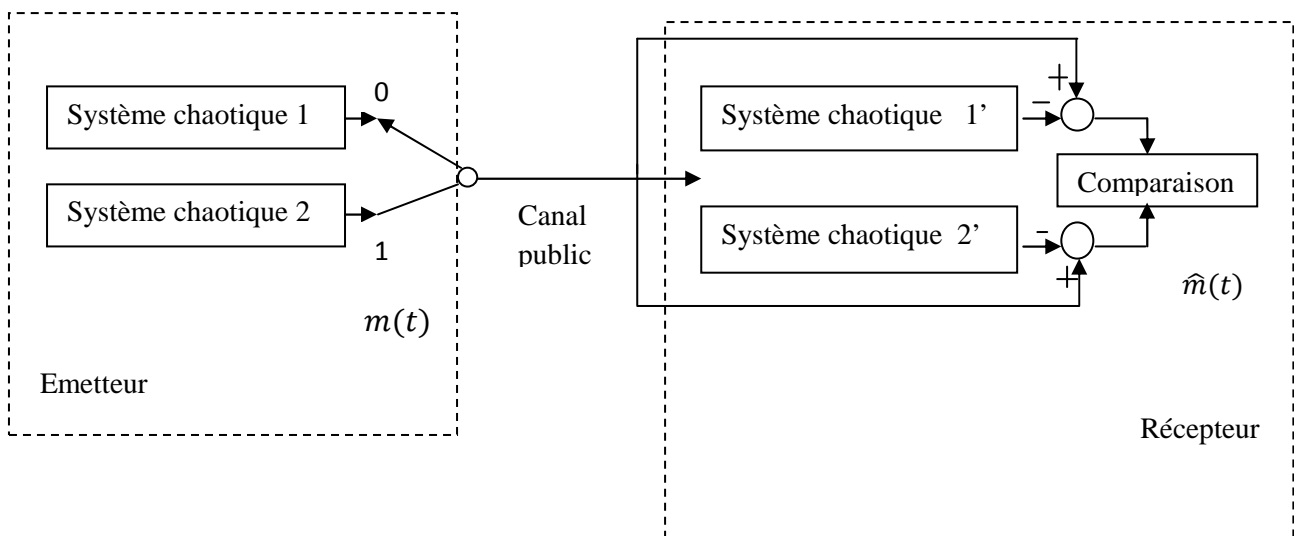 Système chaotique 1
0
Système chaotique 2
1
m(t)
Emetteur
Canal
public
Système chaotique 1’
+
−
Système chaotique 2’
-
+
Comparaison
m̂(t)
Récepteur